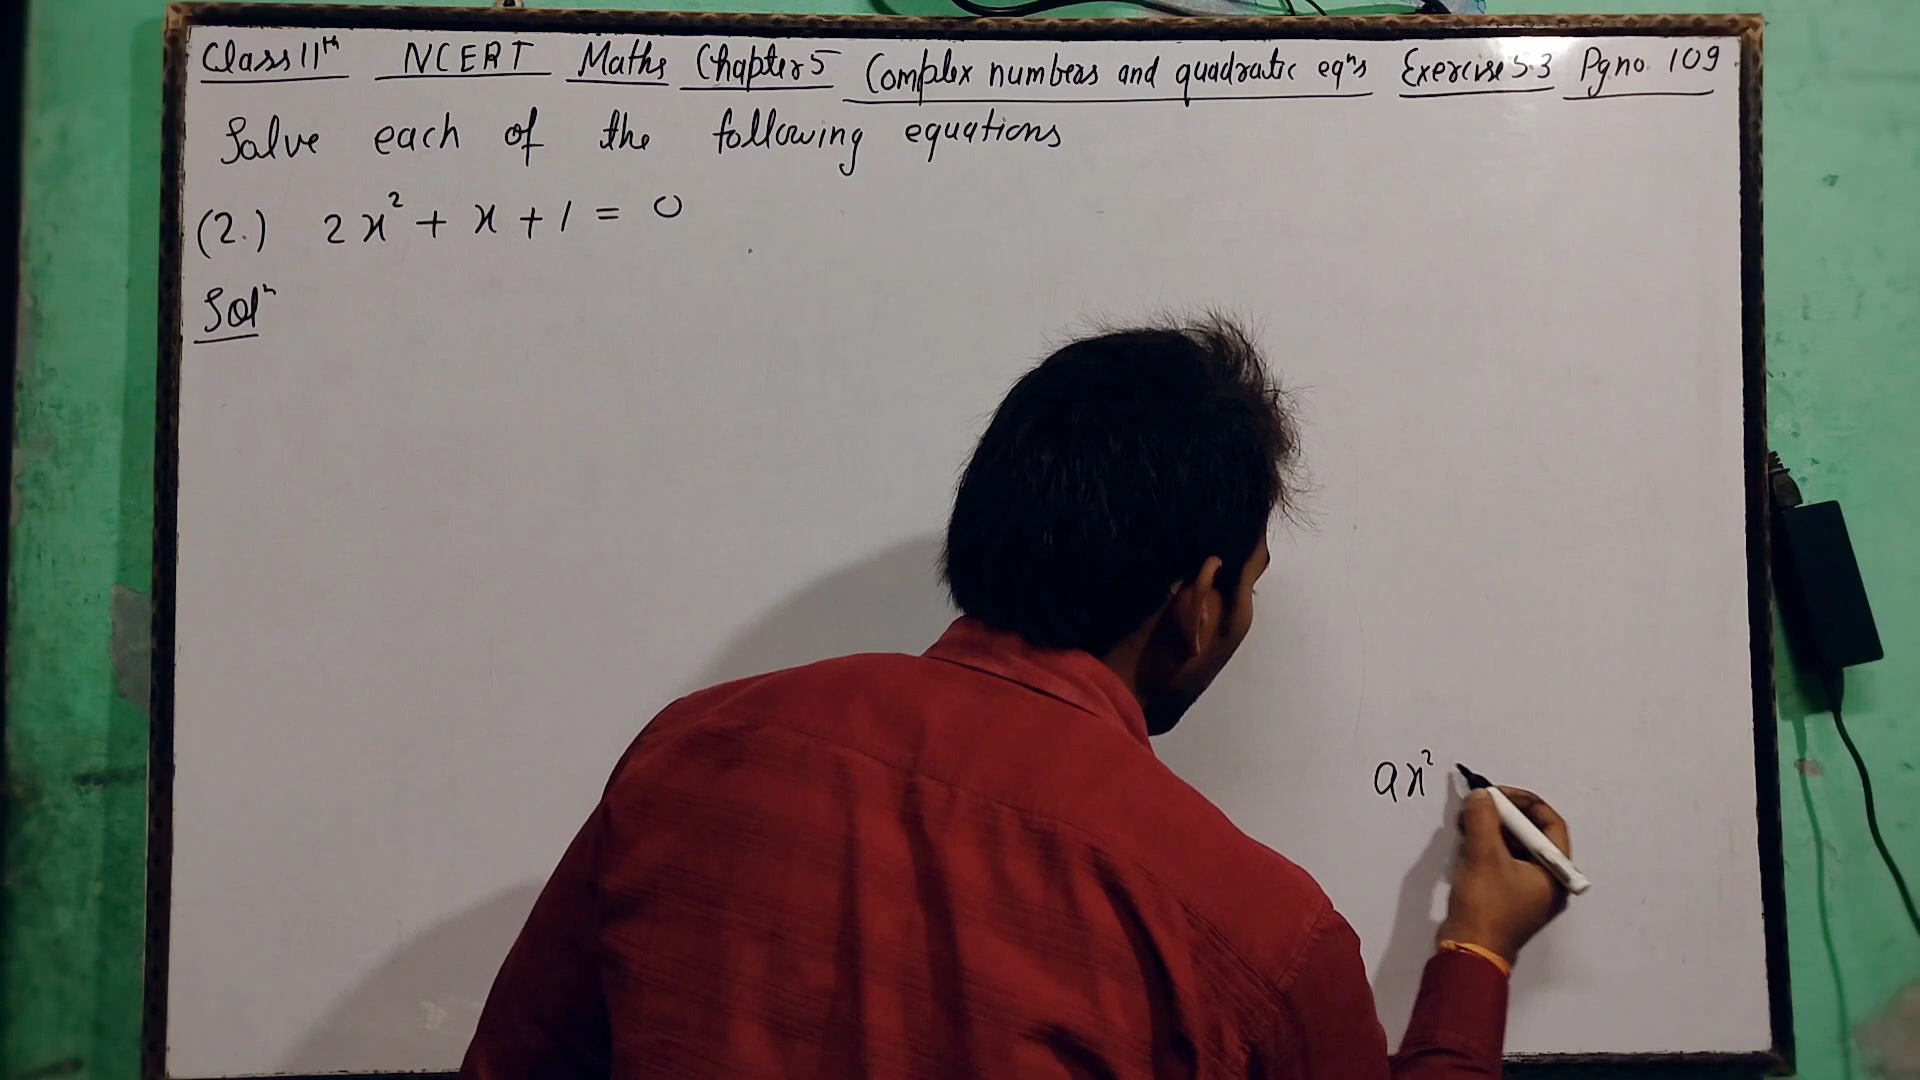 Class 11th NCERT Maths Chapter 5 Complex numbers and quadratic eqns Exercise 5.3 Pg no. 109
Solve each of the following equations
(2.) 2x² + x + 1 = 0
Solⁿ
ax²